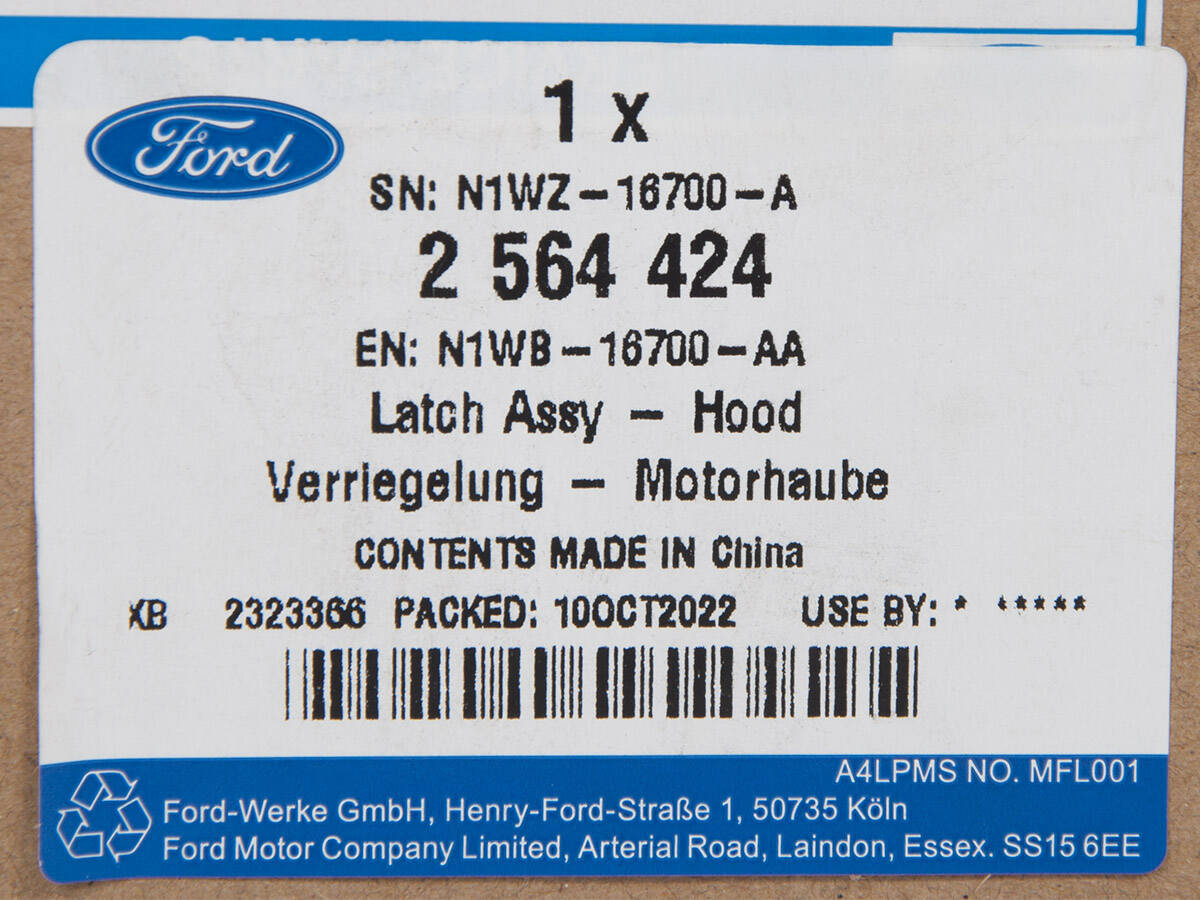 Ford
1 x
SN: N1WZ-16700-A
2 564 424
EN: N1WB-16700-AA
Latch Assy - Hood
Verriegelung - Motorhaube
CONTENTS MADE IN China
XB 2323366 PACKED: 10OCT2022 USE BY: * *****
A4LPMS NO. MFL001
Ford-Werke GmbH, Henry-Ford-Straße 1, 50735 Köln
Ford Motor Company Limited, Arterial Road, Laindon, Essex. SS15 6EE